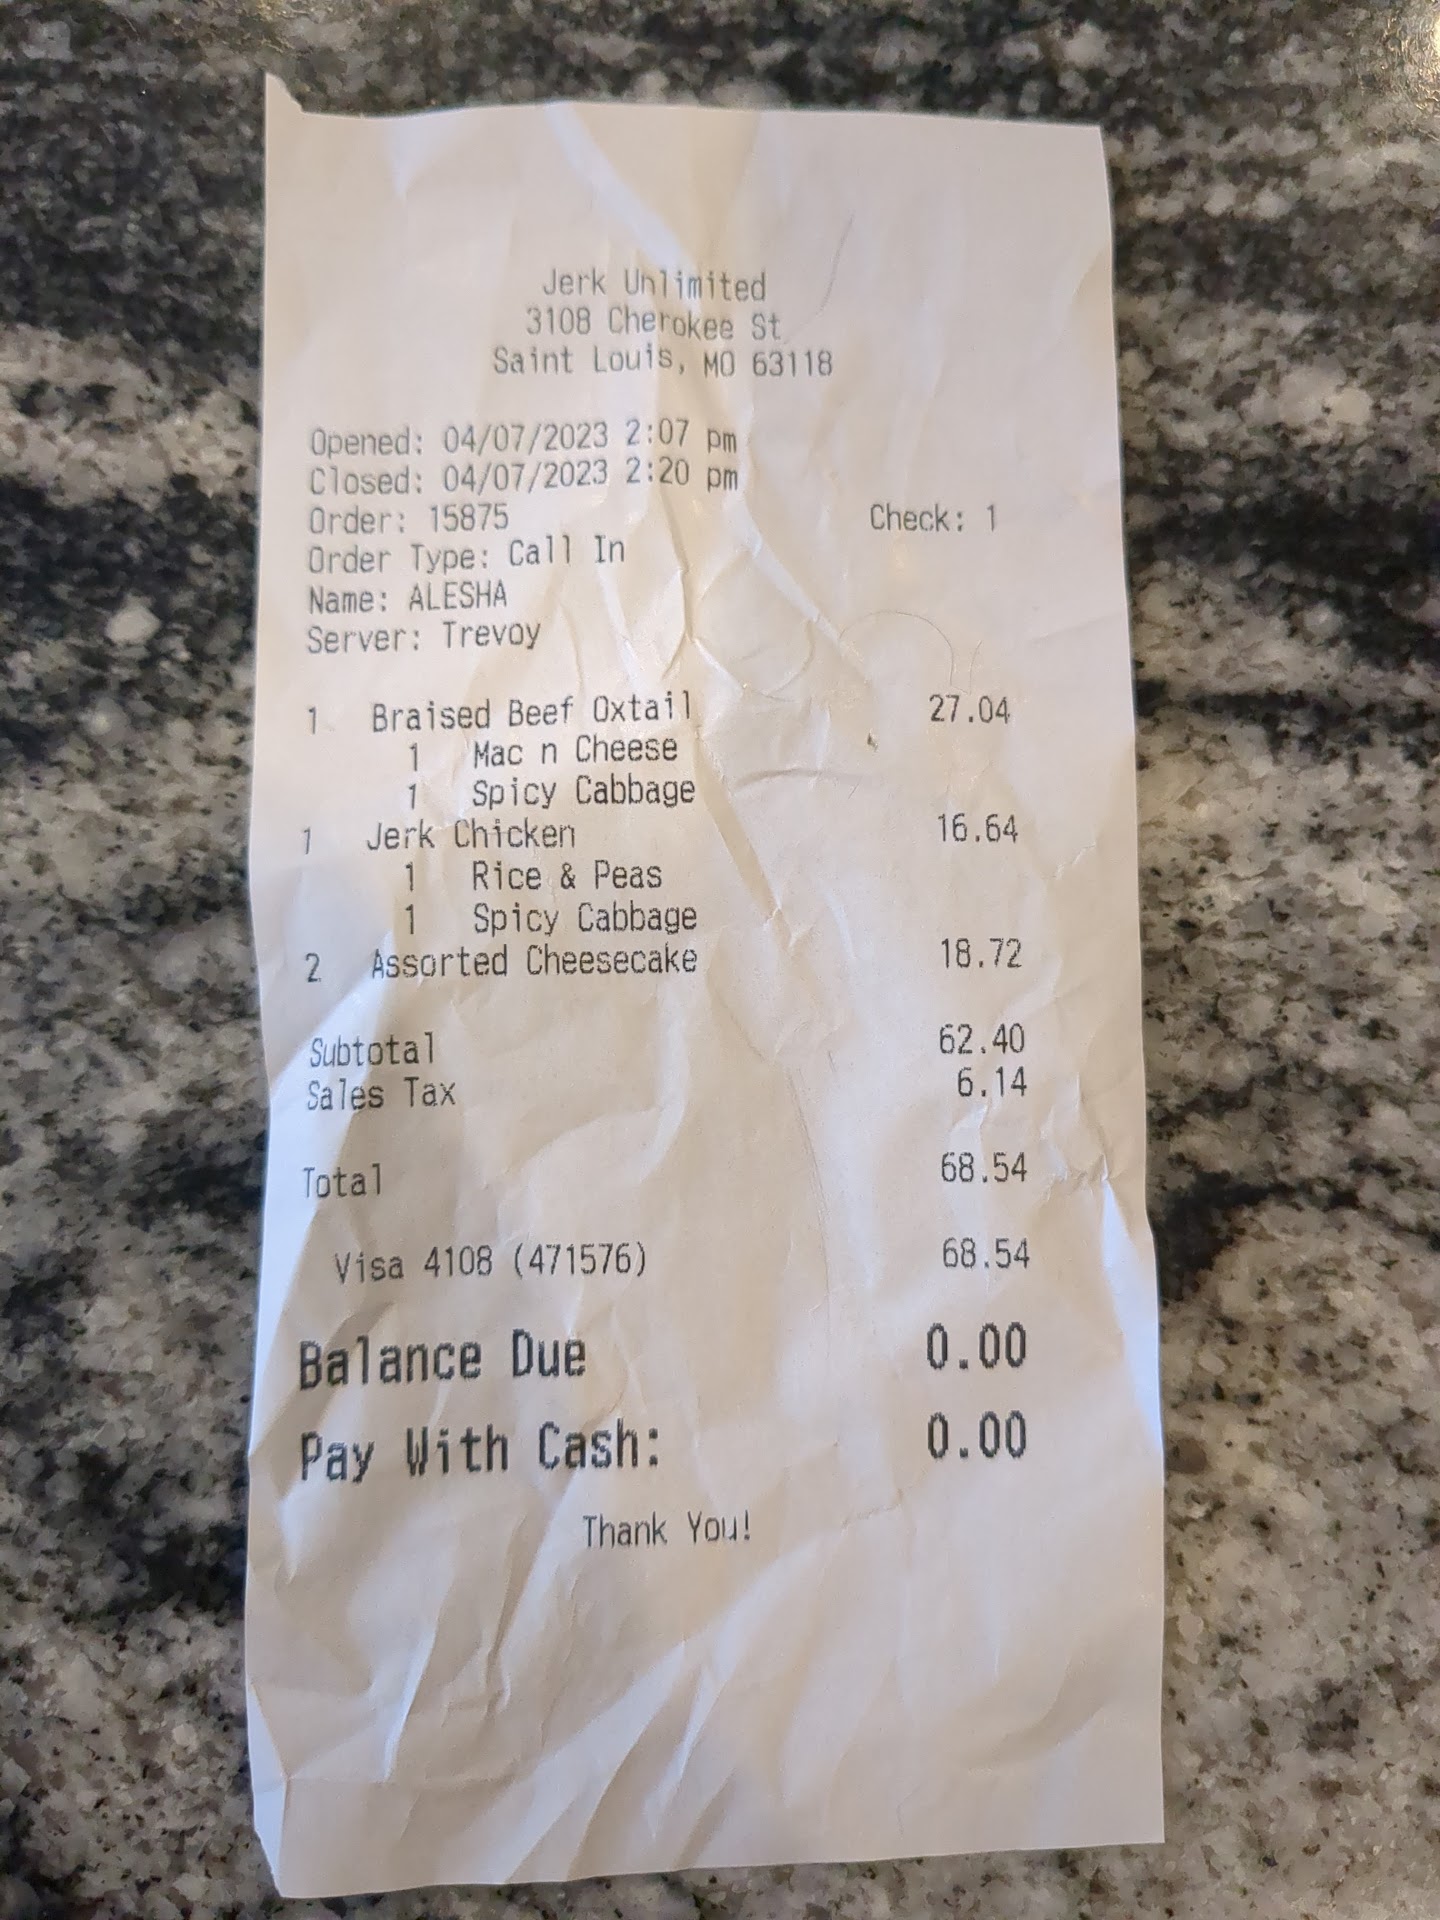 Jerk Unlimited
3108 Cherokee St
Saint Louis, MO 63118
Opened: 04/07/2023 2:07 pm
Closed: 04/07/2023 2:20 pm
Order: 15875 Check: 1
Order Type: Call In
Name: ALESHA
Server: Trevoy
1 Braised Beef Oxtail 27.04
1 Mac n Cheese
1 Spicy Cabbage
1 Jerk Chicken 16.64
1 Rice & Peas
1 Spicy Cabbage
2 Assorted Cheesecake 18.72
Subtotal 62.40
Sales Tax 6.14
Total 68.54
Visa 4108 (471576) 68.54
Balance Due 0.00
Pay With Cash: 0.00
Thank You!